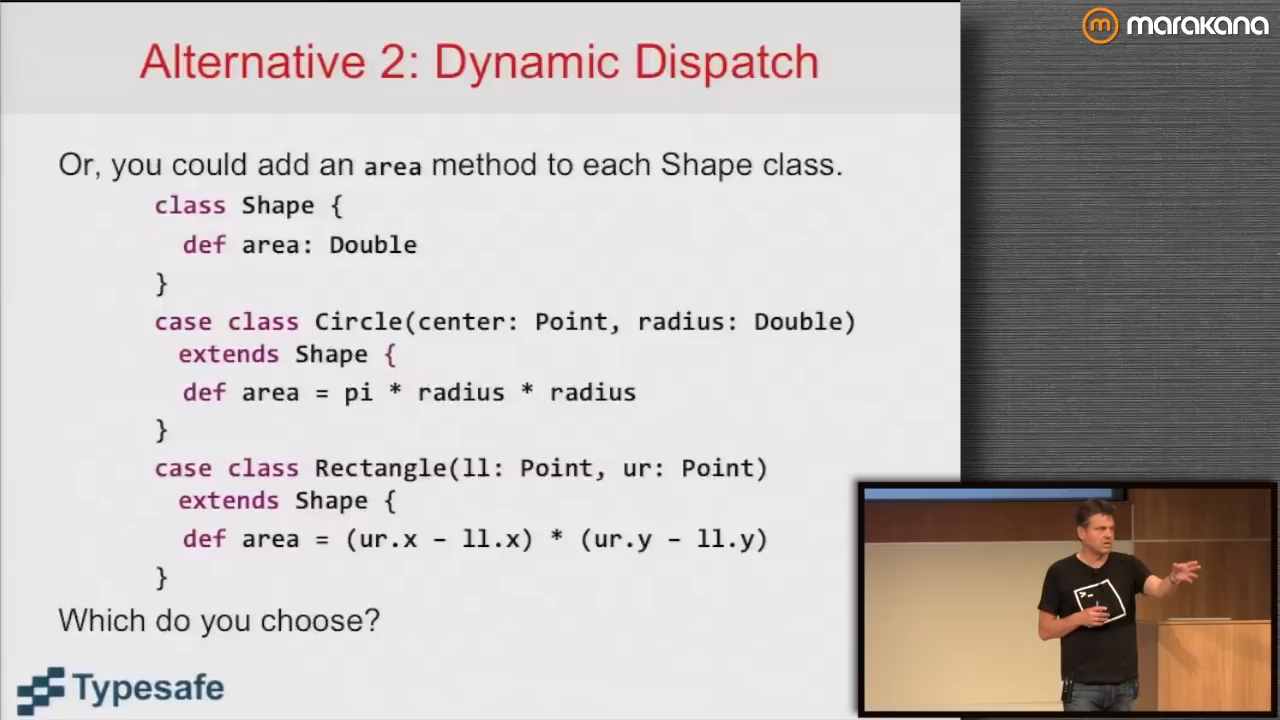 marakana
Alternative 2: Dynamic Dispatch
Or, you could add an area method to each Shape class.
class Shape {
def area: Double
}
case class Circle(center: Point, radius: Double)
extends Shape {
def area = pi * radius * radius
}
case class Rectangle(ll: Point, ur: Point)
extends Shape {
def area = (ur.x – ll.x) * (ur.y – ll.y)
}
Which do you choose?
Typesafe
>_